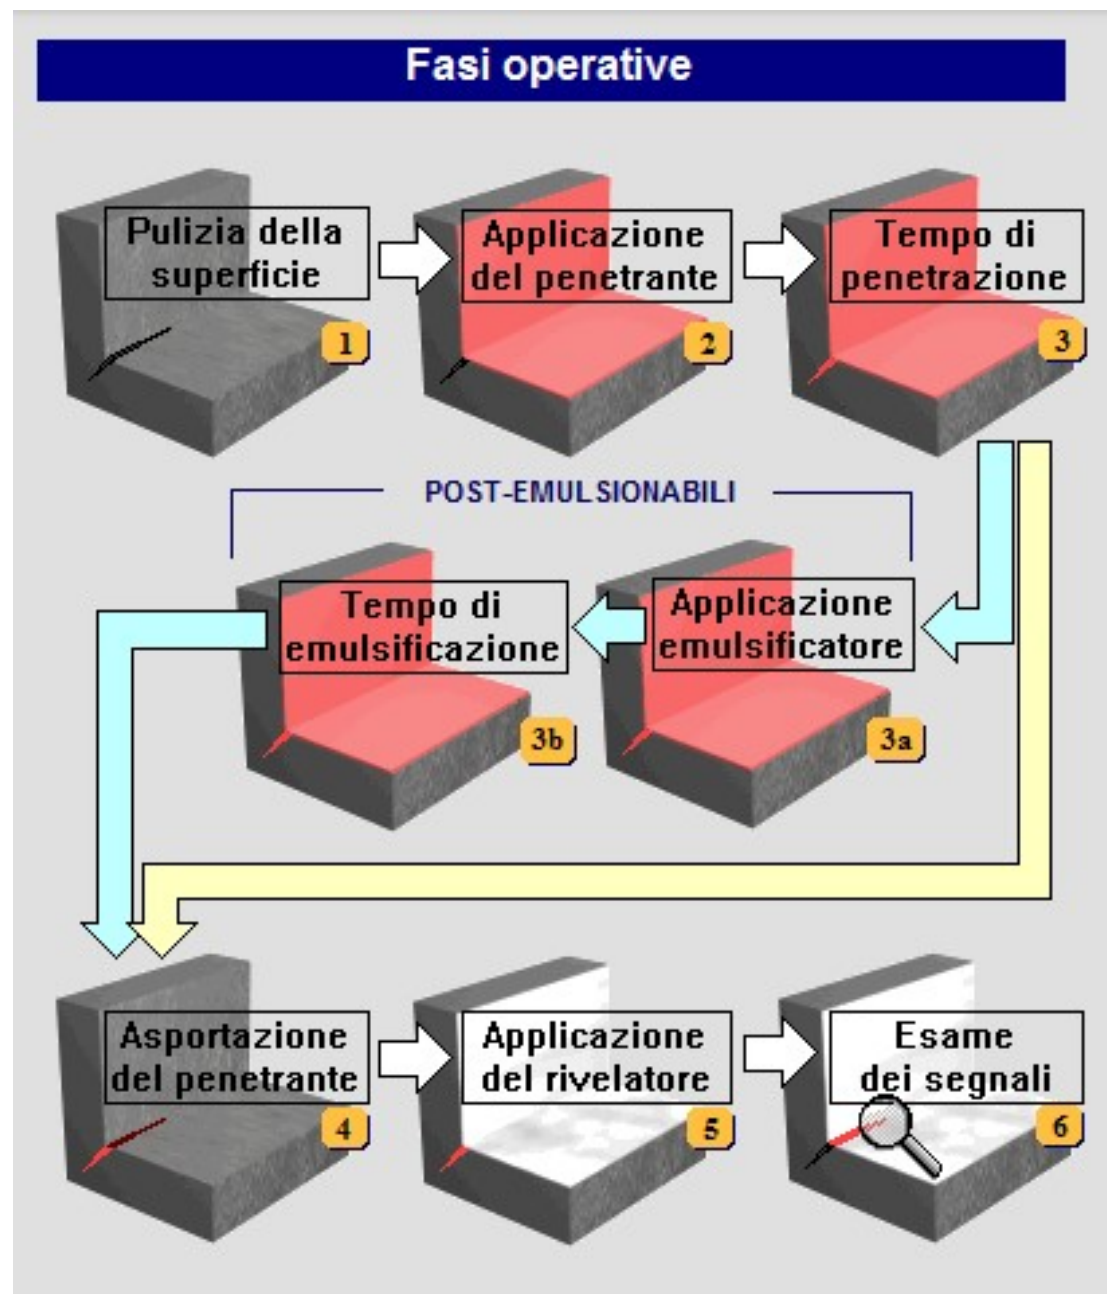 Fasi operative
Pulizia della
superficie
1
Applicazione
del penetrante
2
Tempo di
penetrazione
3
POST-EMULSIONABILI
Applicazione
emulsificatore
3a
Tempo di
emulsificazione
3b
Asportazione
del penetrante
4
Applicazione
del rivelatore
5
Esame
dei segnali
6